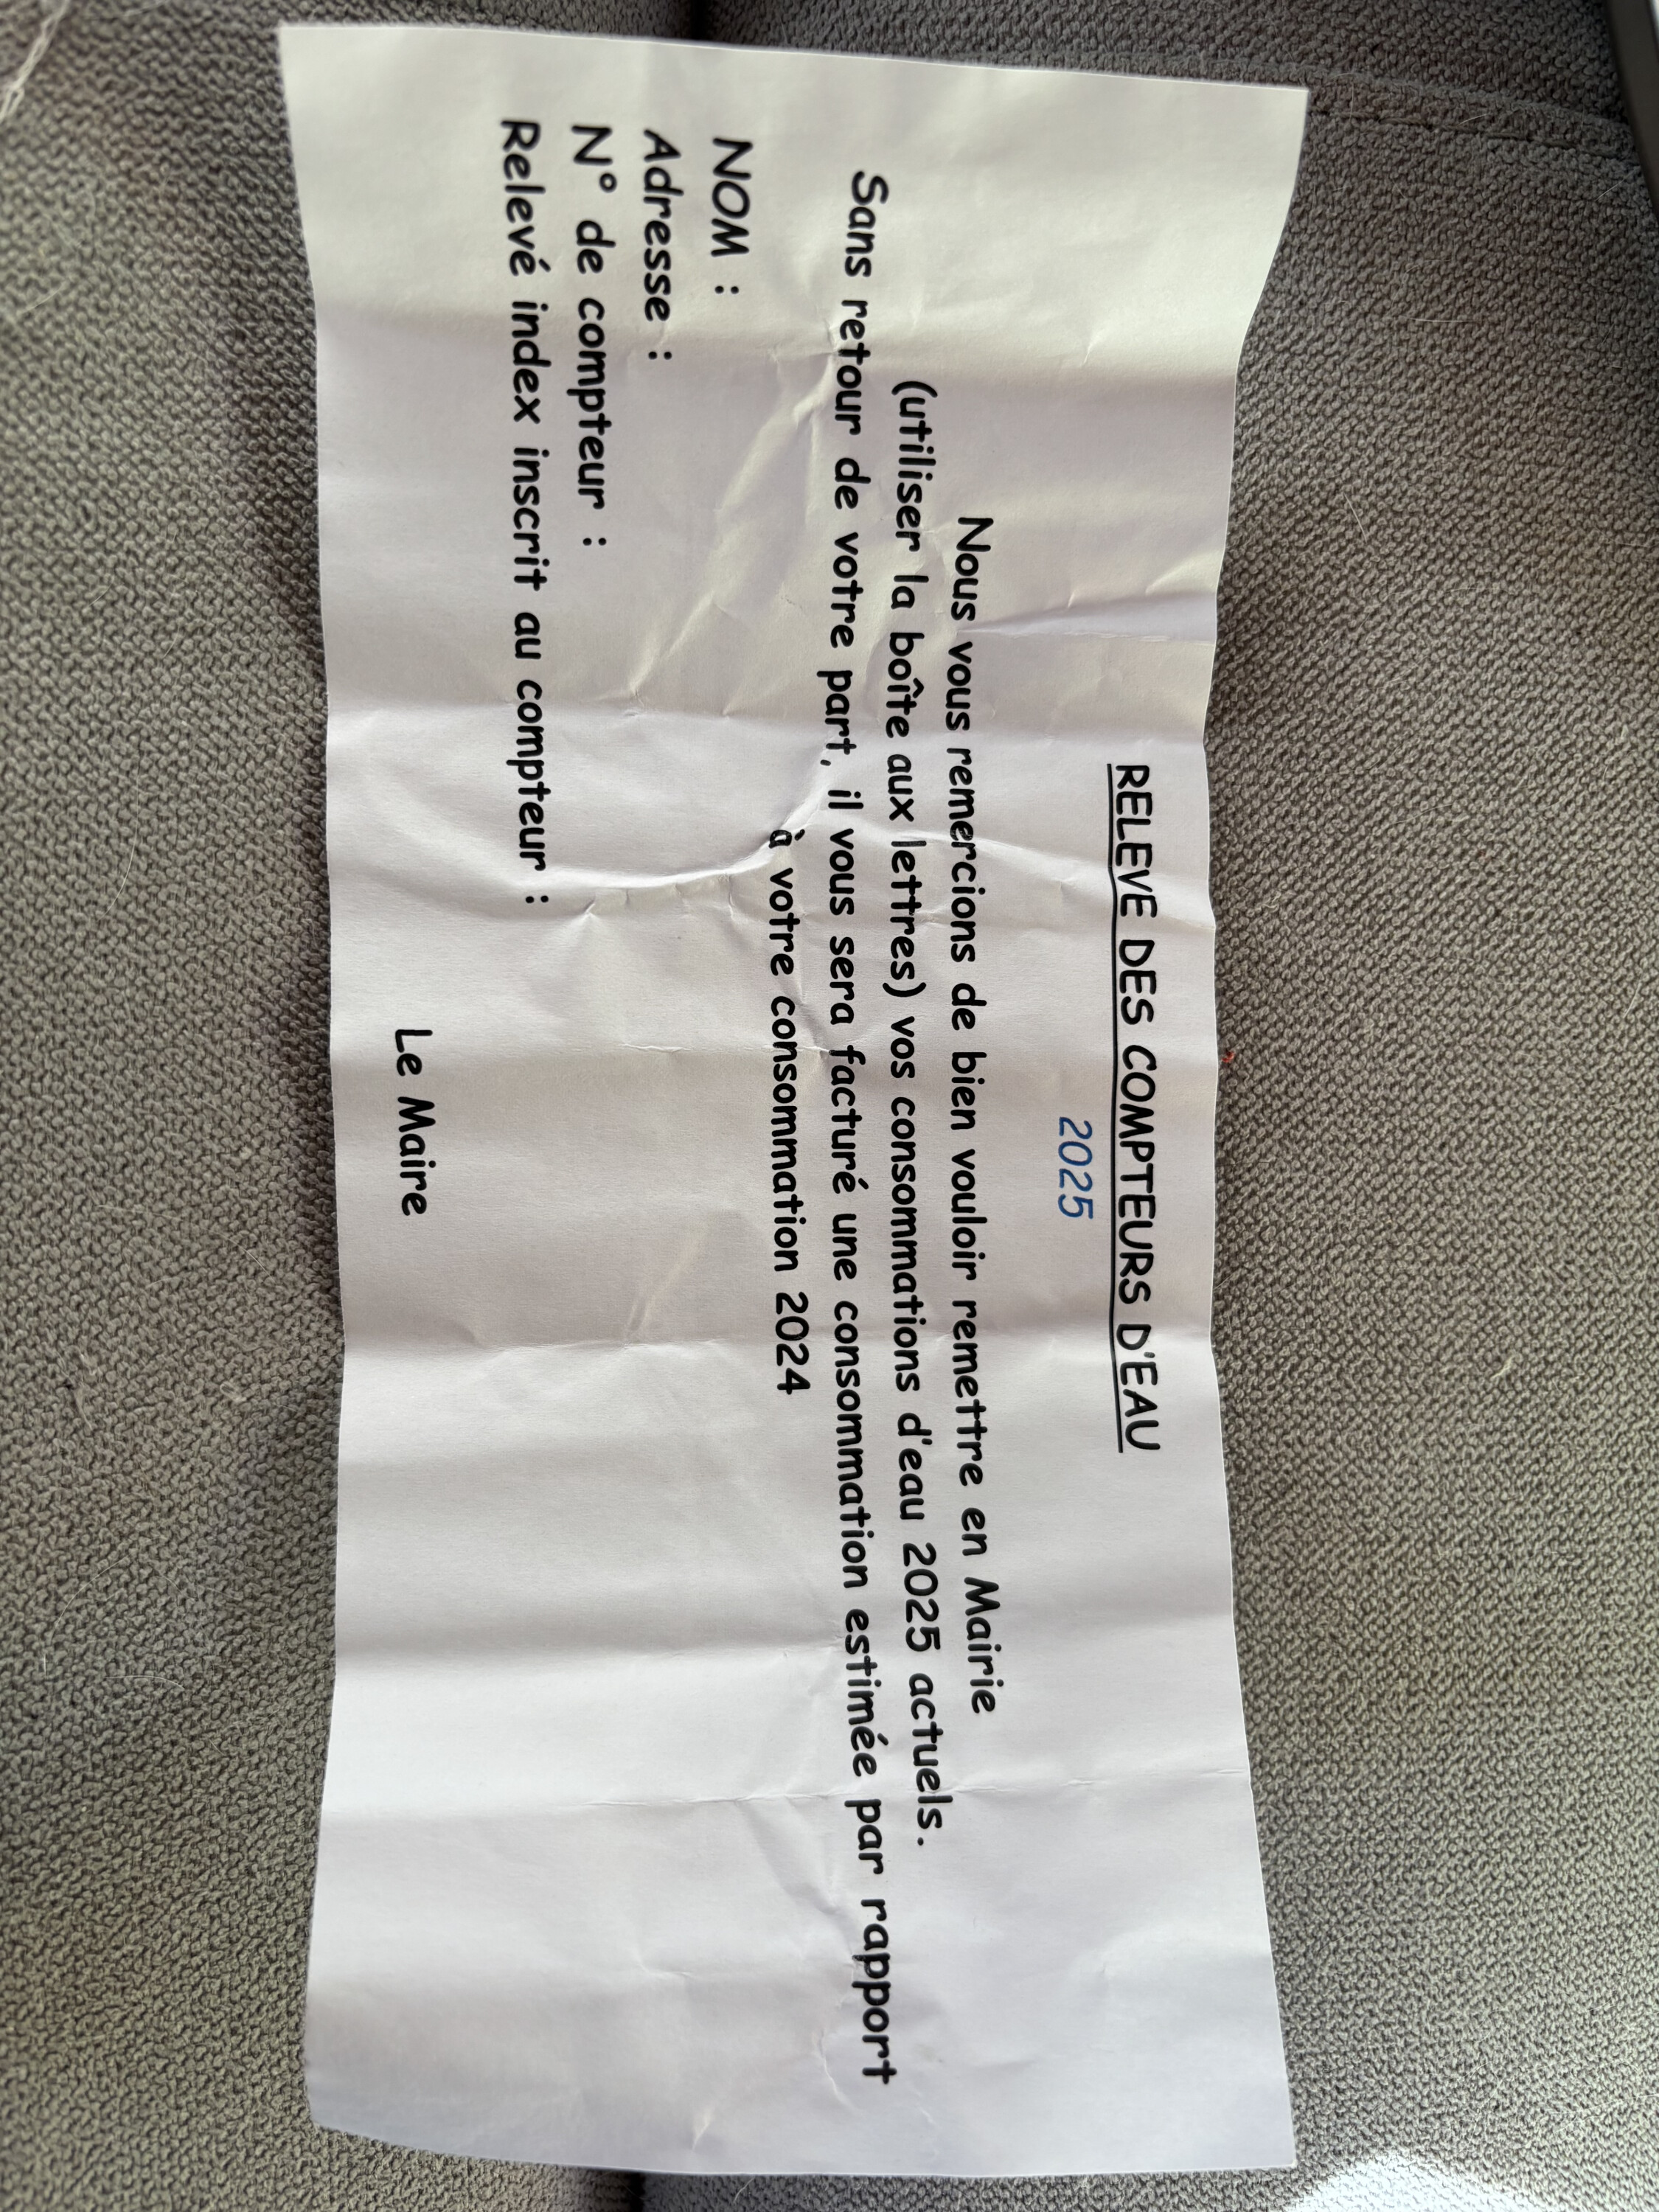 RELEVE DES COMPTEURS D'EAU
2025
Nous vous remercions de bien vouloir remettre en Mairie
(utiliser la boîte aux lettres) vos consommations d'eau 2025 actuels.
Sans retour de votre part, il vous sera facturé une consommation estimée par rapport
à votre consommation 2024
NOM :
Adresse :
N° de compteur :
Relevé index inscrit au compteur :
Le Maire